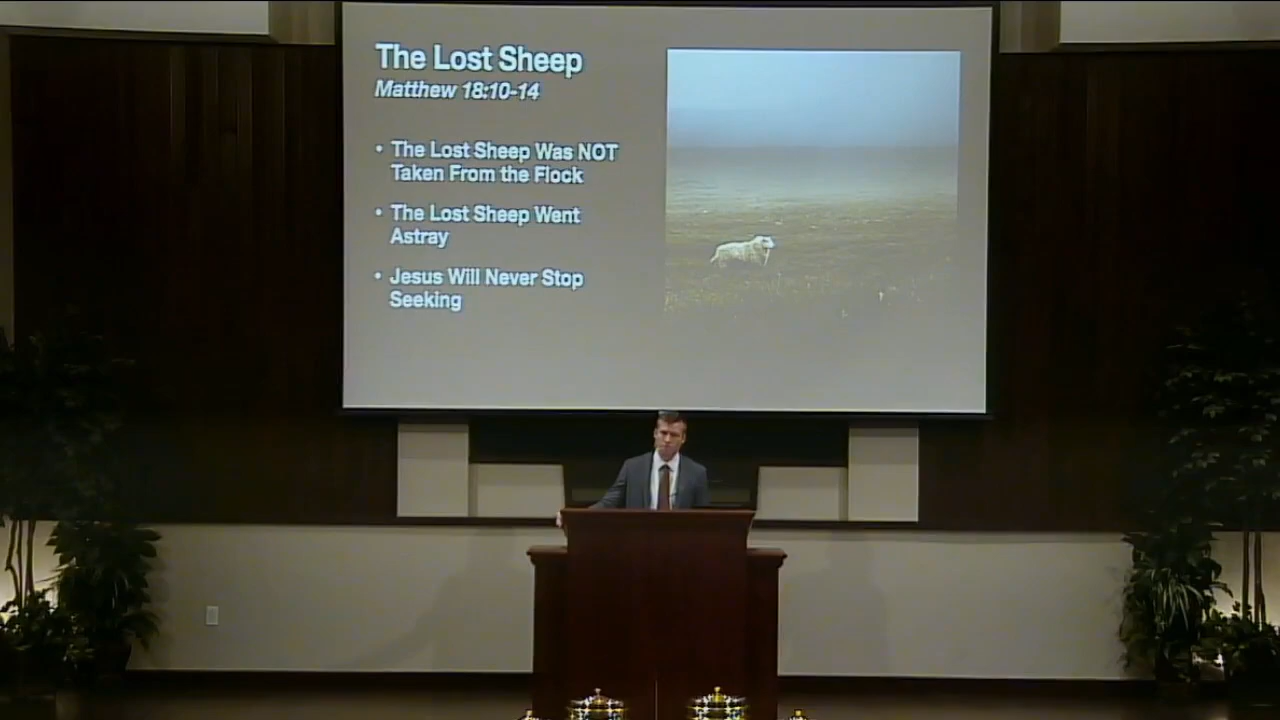 The Lost Sheep
Matthew 18:10-14
• The Lost Sheep Was NOT
Taken From the Flock
• The Lost Sheep Went
Astray
• Jesus Will Never Stop
Seeking